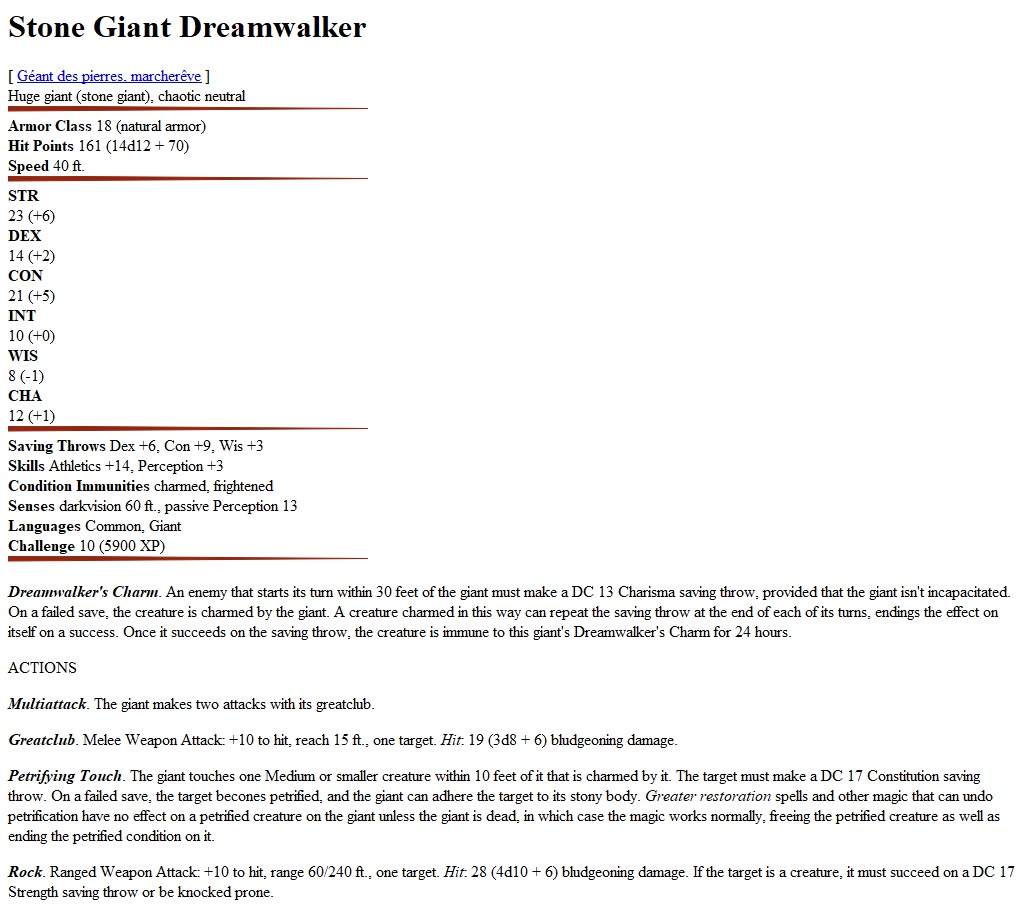 Stone Giant Dreamwalker
[ Géant des pierres. marcherêve ]
Huge giant (stone giant), chaotic neutral
Armor Class 18 (natural armor)
Hit Points 161 (14d12 + 70)
Speed 40 ft.
STR
23 (+6)
DEX
14 (+2)
CON
21 (+5)
INT
10 (+0)
WIS
8 (-1)
CHA
12 (+1)
Saving Throws Dex +6, Con +9, Wis +3
Skills Athletics +14, Perception +3
Condition Immunities charmed, frightened
Senses darkvision 60 ft., passive Perception 13
Languages Common, Giant
Challenge 10 (5900 XP)
Dreamwalker's Charm. An enemy that starts its turn within 30 feet of the giant must make a DC 13 Charisma saving throw, provided that the giant isn't incapacitated.
On a failed save, the creature is charmed by the giant. A creature charmed in this way can repeat the saving throw at the end of each of its turns, endings the effect on
itself on a success. Once it succeeds on the saving throw, the creature is immune to this giant's Dreamwalker's Charm for 24 hours.
ACTIONS
Multiattack. The giant makes two attacks with its greatclub.
Greatclub. Melee Weapon Attack: +10 to hit, reach 15 ft., one target. Hit: 19 (3d8 + 6) bludgeoning damage.
Petrifying Touch. The giant touches one Medium or smaller creature within 10 feet of it that is charmed by it. The target must make a DC 17 Constitution saving
throw. On a failed save, the target becones petrified, and the giant can adhere the target to its stony body. Greater restoration spells and other magic that can undo
petrification have no effect on a petrified creature on the giant unless the giant is dead, in which case the magic works normally, freeing the petrified creature as well as
ending the petrified condition on it.
Rock. Ranged Weapon Attack: +10 to hit, range 60/240 ft., one target. Hit: 28 (4d10 + 6) bludgeoning damage. If the target is a creature, it must succeed on a DC 17
Strength saving throw or be knocked prone.